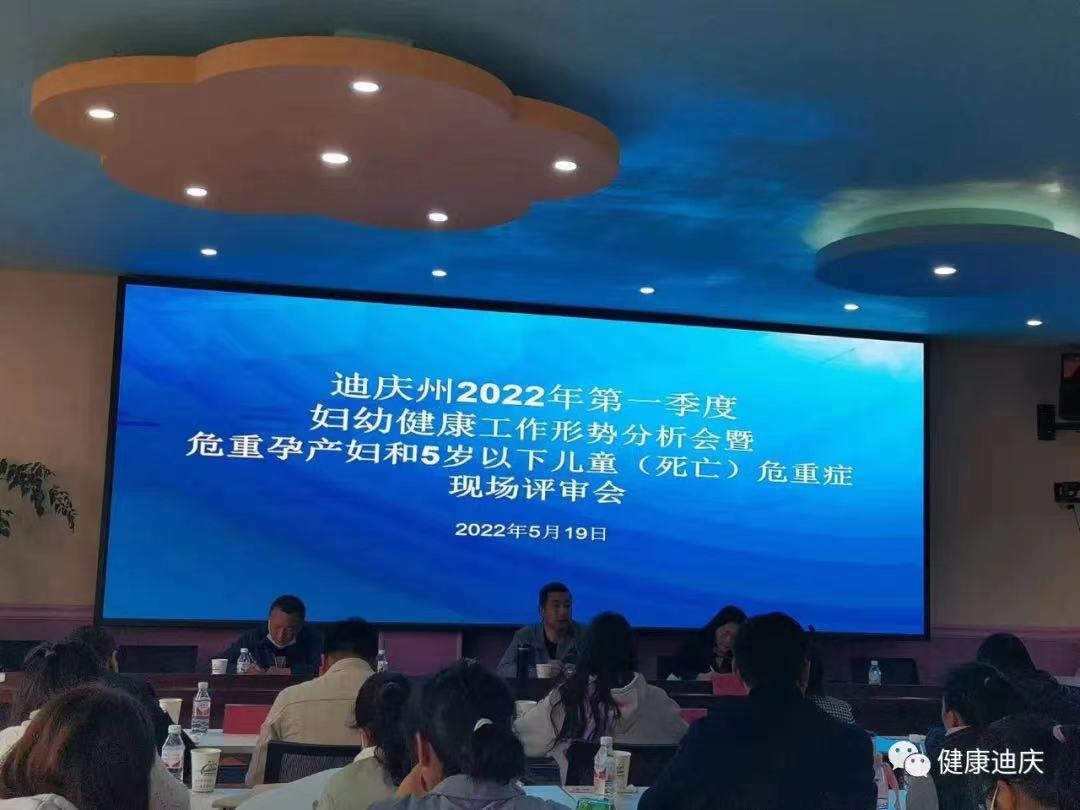 迪庆州2022年第一季度
妇幼健康工作形势分析会暨
危重孕产妇和5岁以下儿童（死亡）危重症
现场评审会
2022年5月19日
健康迪庆